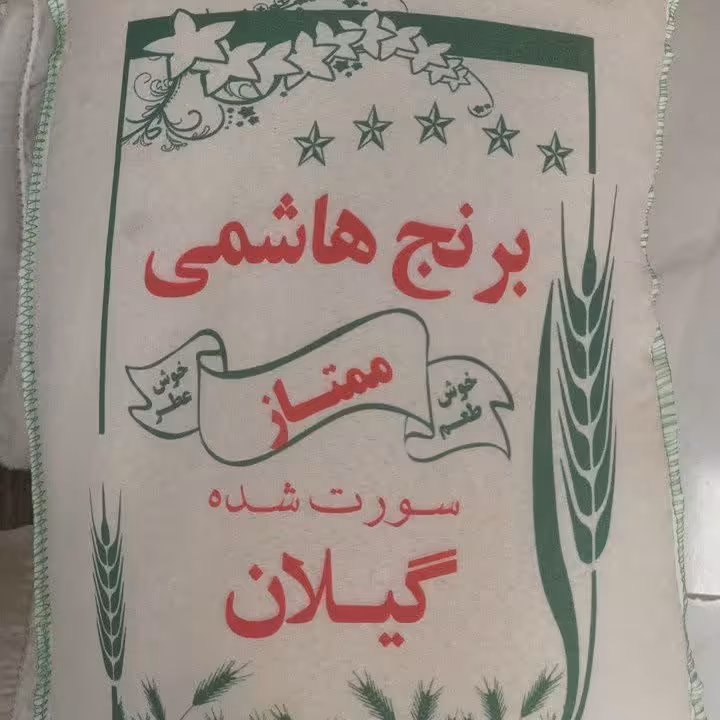 برنج هاشمی
خوش
طعم
ممتاز
خوش
عطر
سورت شده
گیلان